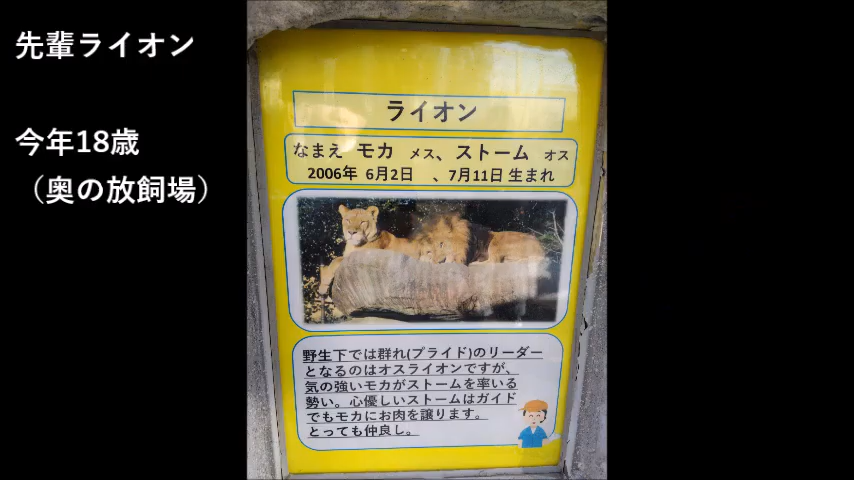 先輩ライオン
今年18歳
（奥の放飼場）
ライオン
なまえ モカ メス、ストーム オス
2006年 6月2日 、7月11日 生まれ
野生下では群れ(プライド)のリーダー
となるのはオスライオンですが、
気の強いモカがストームを率いる
勢い。心優しいストームはガイド
でもモカにお肉を譲ります。
とっても仲良し。